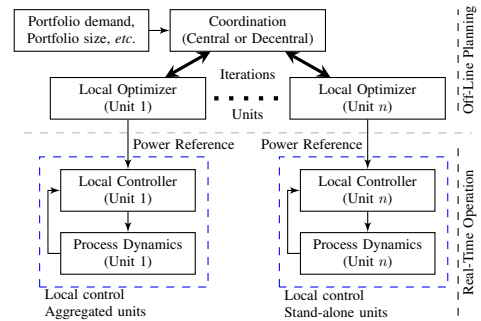 Portfolio demand,
Portfolio size, etc.
Coordination
(Central or Decentral)
Iterations
Local Optimizer
(Unit 1)
Units
Local Optimizer
(Unit n)
Off-Line Planning
Power Reference
Power Reference
Local Controller
(Unit 1)
Local Controller
(Unit n)
Process Dynamics
(Unit 1)
Process Dynamics
(Unit n)
Local control
Aggregated units
Local control
Stand-alone units
Real-Time Operation